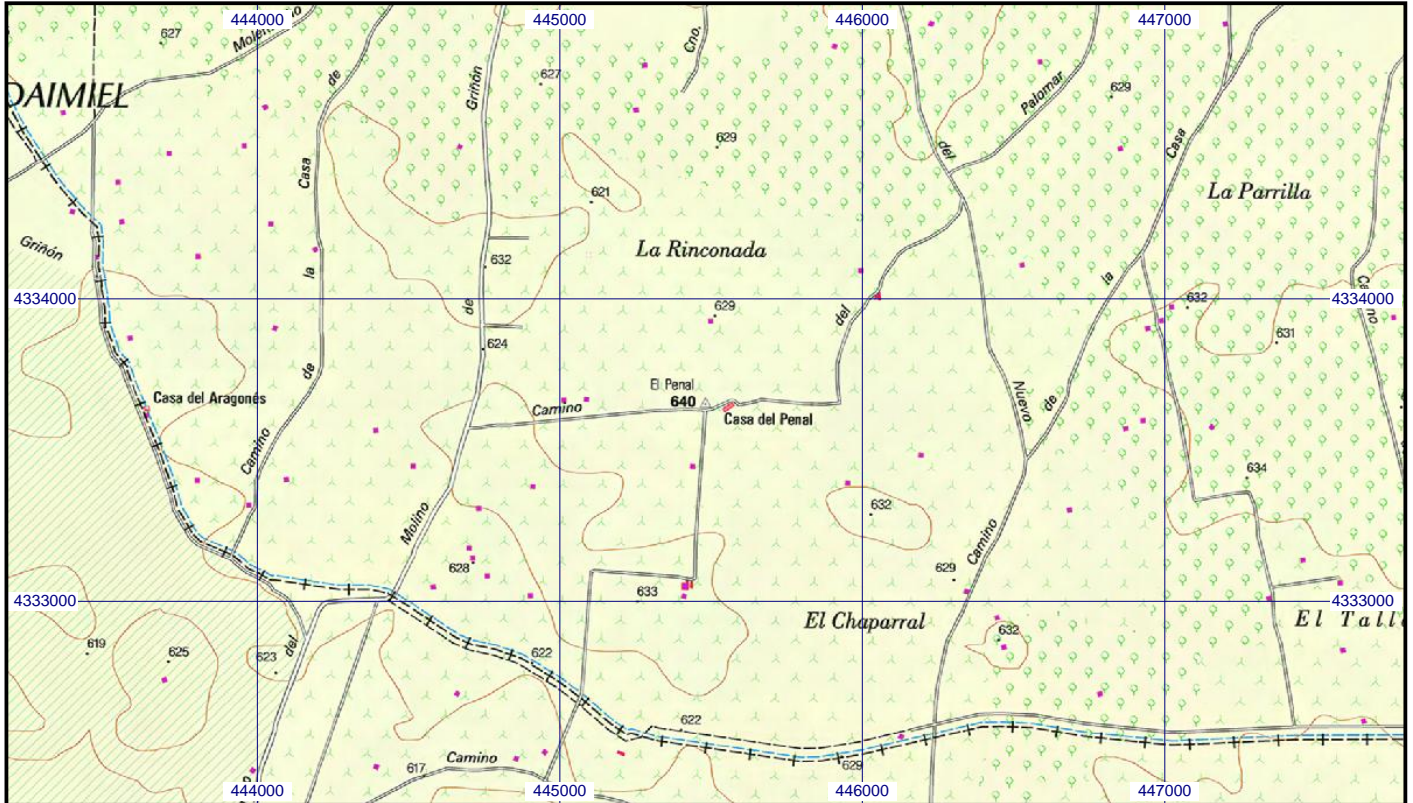 444000
445000
446000
447000
627
Molino
de
Griñón
627
Cno.
Palomar
629
DAIMIEL
Casa
629
del
Casa
621
La Parrilla
Griñón
la
632
La Rinconada
la
4334000
de
629
del
632
4334000
624
631
de
El Penal
640
Casa del Aragonés
Camino
Casa del Penal
Nuevo
de
Camino
634
Molino
632
Camino
628
629
633
4333000
4333000
El Chaparral
El Talle
619
625
623
del
622
632
622
Camino
617
629
444000
445000
446000
447000